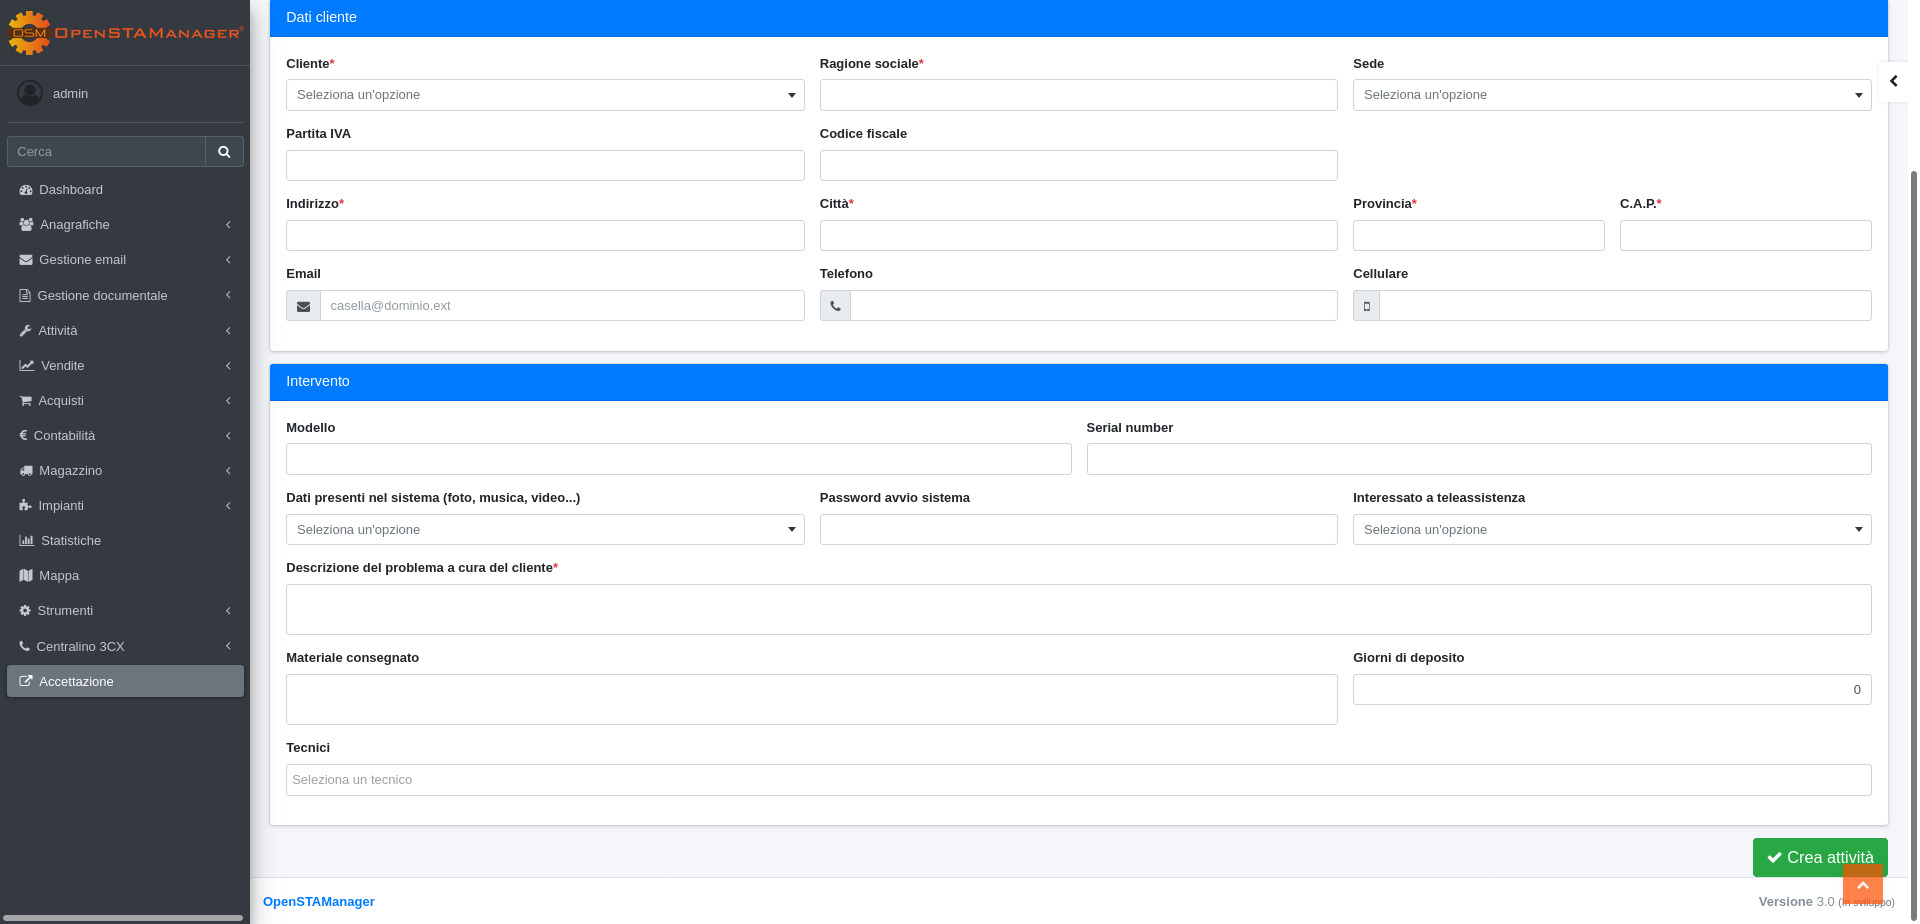 OSM OPENSTAMANAGER®
admin
Cerca
Dashboard
Anagrafiche
Gestione email
Gestione documentale
Attività
Vendite
Acquisti
€ Contabilità
Magazzino
Impianti
Statistiche
Mappa
Strumenti
Centralino 3CX
Accettazione
Dati cliente
Cliente* Ragione sociale* Sede
Seleziona un'opzione Seleziona un'opzione
Partita IVA Codice fiscale
Indirizzo* Città* Provincia* C.A.P.*
Email Telefono Cellulare
casella@dominio.ext
Intervento
Modello Serial number
Dati presenti nel sistema (foto, musica, video...) Password avvio sistema Interessato a teleassistenza
Seleziona un'opzione Seleziona un'opzione
Descrizione del problema a cura del cliente*
Materiale consegnato Giorni di deposito
0
Tecnici
Seleziona un tecnico
Crea attività
OpenSTAManager Versione 3.0 (In sviluppo)